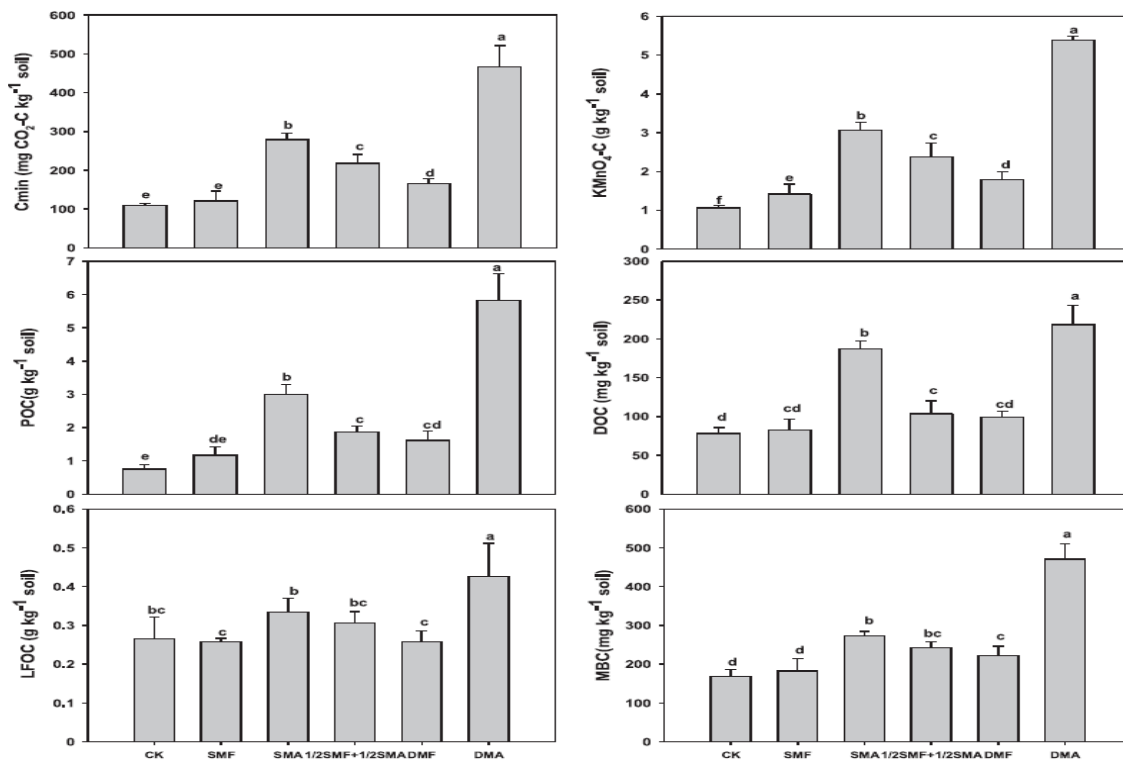 Cmin (mg CO₂-C kg⁻¹ soil)
600
500
400
300
200
100
0
e
e
b
c
d
a
KMnO₄-C (g kg⁻¹ soil)
6
5
4
3
2
1
0
f
e
b
c
d
a
POC(g kg⁻¹ soil)
7
6
5
4
3
2
1
0
e
de
b
c
cd
a
DOC (mg kg⁻¹ soil)
300
250
200
150
100
50
0
d
cd
b
c
cd
a
LFOC (g kg⁻¹ soil)
0.6
0.5
0.4
0.3
0.2
0.1
0
bc
c
b
bc
c
a
CK SMF SMA 1/2SMF+1/2SMA DMF DMA
MBC(mg kg⁻¹ soil)
600
500
400
300
200
100
0
d
d
b
bc
c
a
CK SMF SMA 1/2SMF+1/2SMA DMF DMA